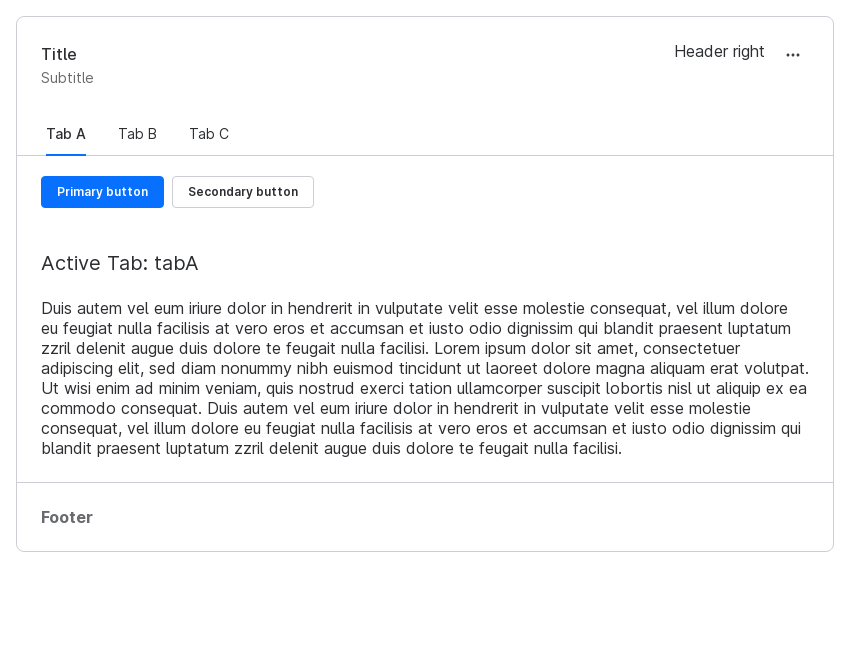 Title
Header right
Subtitle
Tab A Tab B Tab C
Primary button Secondary button
Active Tab: tabA
Duis autem vel eum iriure dolor in hendrerit in vulputate velit esse molestie consequat, vel illum dolore
eu feugiat nulla facilisis at vero eros et accumsan et iusto odio dignissim qui blandit praesent luptatum
zzril delenit augue duis dolore te feugait nulla facilisi. Lorem ipsum dolor sit amet, consectetuer
adipiscing elit, sed diam nonummy nibh euismod tincidunt ut laoreet dolore magna aliquam erat volutpat.
Ut wisi enim ad minim veniam, quis nostrud exerci tation ullamcorper suscipit lobortis nisl ut aliquip ex ea
commodo consequat. Duis autem vel eum iriure dolor in hendrerit in vulputate velit esse molestie
consequat, vel illum dolore eu feugiat nulla facilisis at vero eros et accumsan et iusto odio dignissim qui
blandit praesent luptatum zzril delenit augue duis dolore te feugait nulla facilisi.
Footer